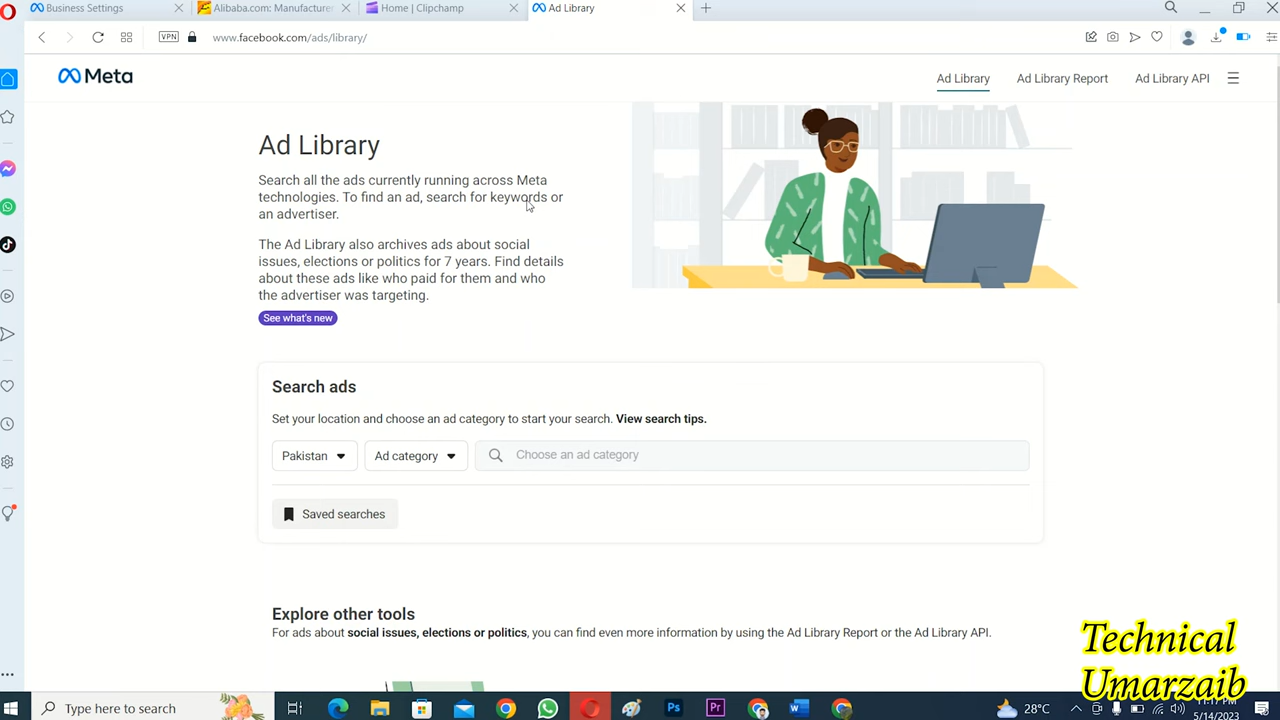 Business Settings
Alibaba.com: Manufacturer
Home | Clipchamp
Ad Library
VPN
www.facebook.com/ads/library/
Meta
Ad Library
Ad Library Report
Ad Library API
Ad Library
Search all the ads currently running across Meta
technologies. To find an ad, search for keywords or
an advertiser.
The Ad Library also archives ads about social
issues, elections or politics for 7 years. Find details
about these ads like who paid for them and who
the advertiser was targeting.
See what's new
Search ads
Set your location and choose an ad category to start your search. View search tips.
Pakistan
Ad category
Choose an ad category
Saved searches
Explore other tools
For ads about social issues, elections or politics, you can find even more information by using the Ad Library Report or the Ad Library API.
Technical
Umarzaib
Type here to search
Ps
Pr
28°C
11:17 PM
5/14/2023